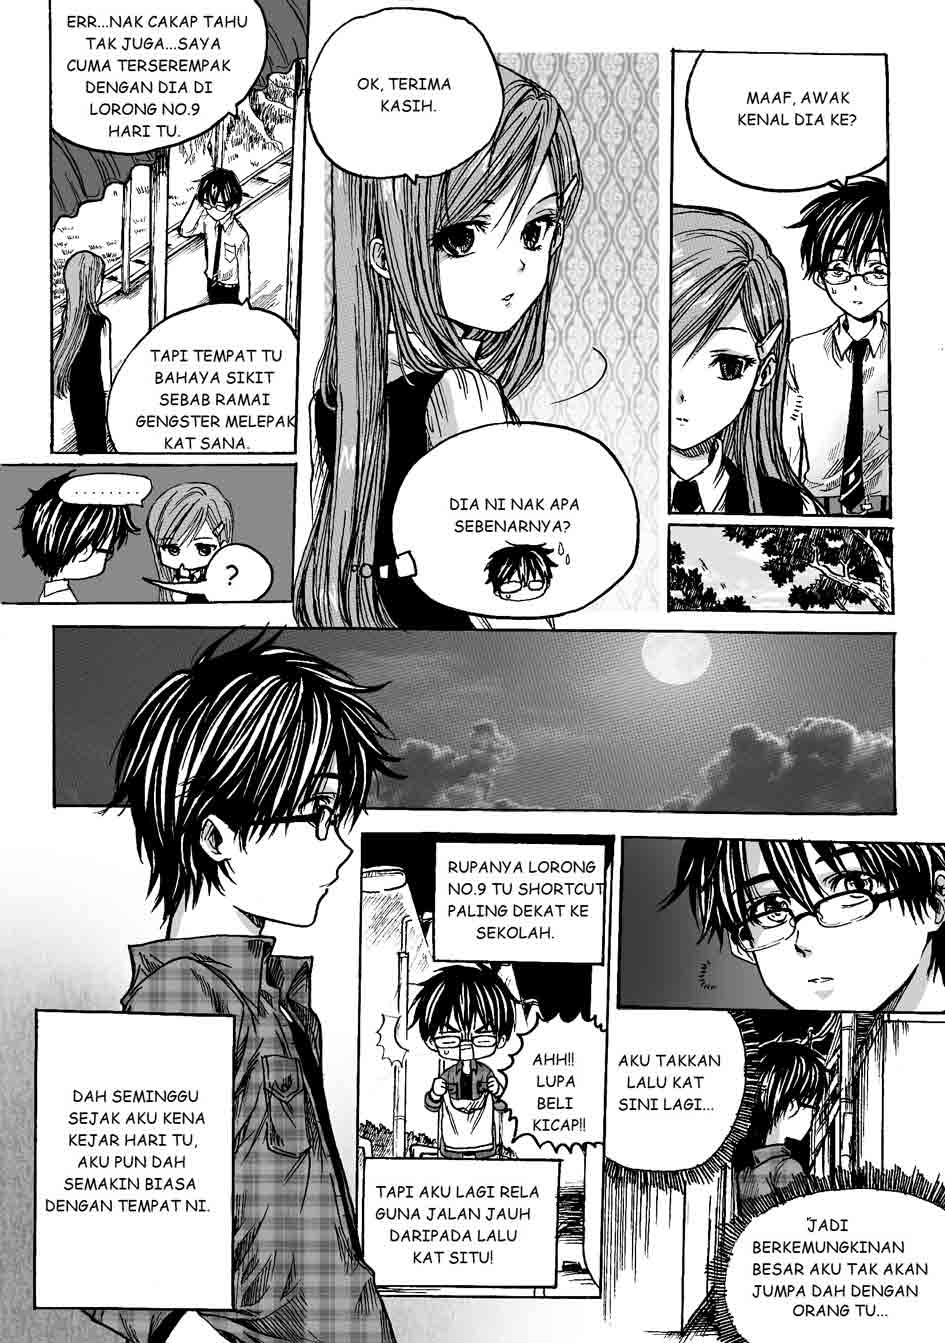 ERR...NAK CAKAP TAHU
TAK JUGA...SAYA
CUMA TERSEREMPAK
DENGAN DIA DI
LORONG NO.9
HARI TU.
TAPI TEMPAT TU
BAHAYA SIKIT
SEBAB RAMAI
GENGSTER MELEPAK
KAT SANA.
.........
?
OK, TERIMA
KASIH.
DIA NI NAK APA
SEBENARNYA?
MAAF, AWAK
KENAL DIA KE?
DAH SEMINGGU
SEJAK AKU KENA
KEJAR HARI TU,
AKU PUN DAH
SEMAKIN BIASA
DENGAN TEMPAT NI.
RUPANYA LORONG
NO.9 TU SHORTCUT
PALING DEKAT KE
SEKOLAH.
AHH!!
LUPA
BELI
KICAP!!
TAPI AKU LAGI RELA
GUNA JALAN JAUH
DARIPADA LALU
KAT SITU!
AKU TAKKAN
LALU KAT
SINI LAGI...
JADI
BERKEMUNGKINAN
BESAR AKU TAK AKAN
JUMPA DAH DENGAN
ORANG TU...